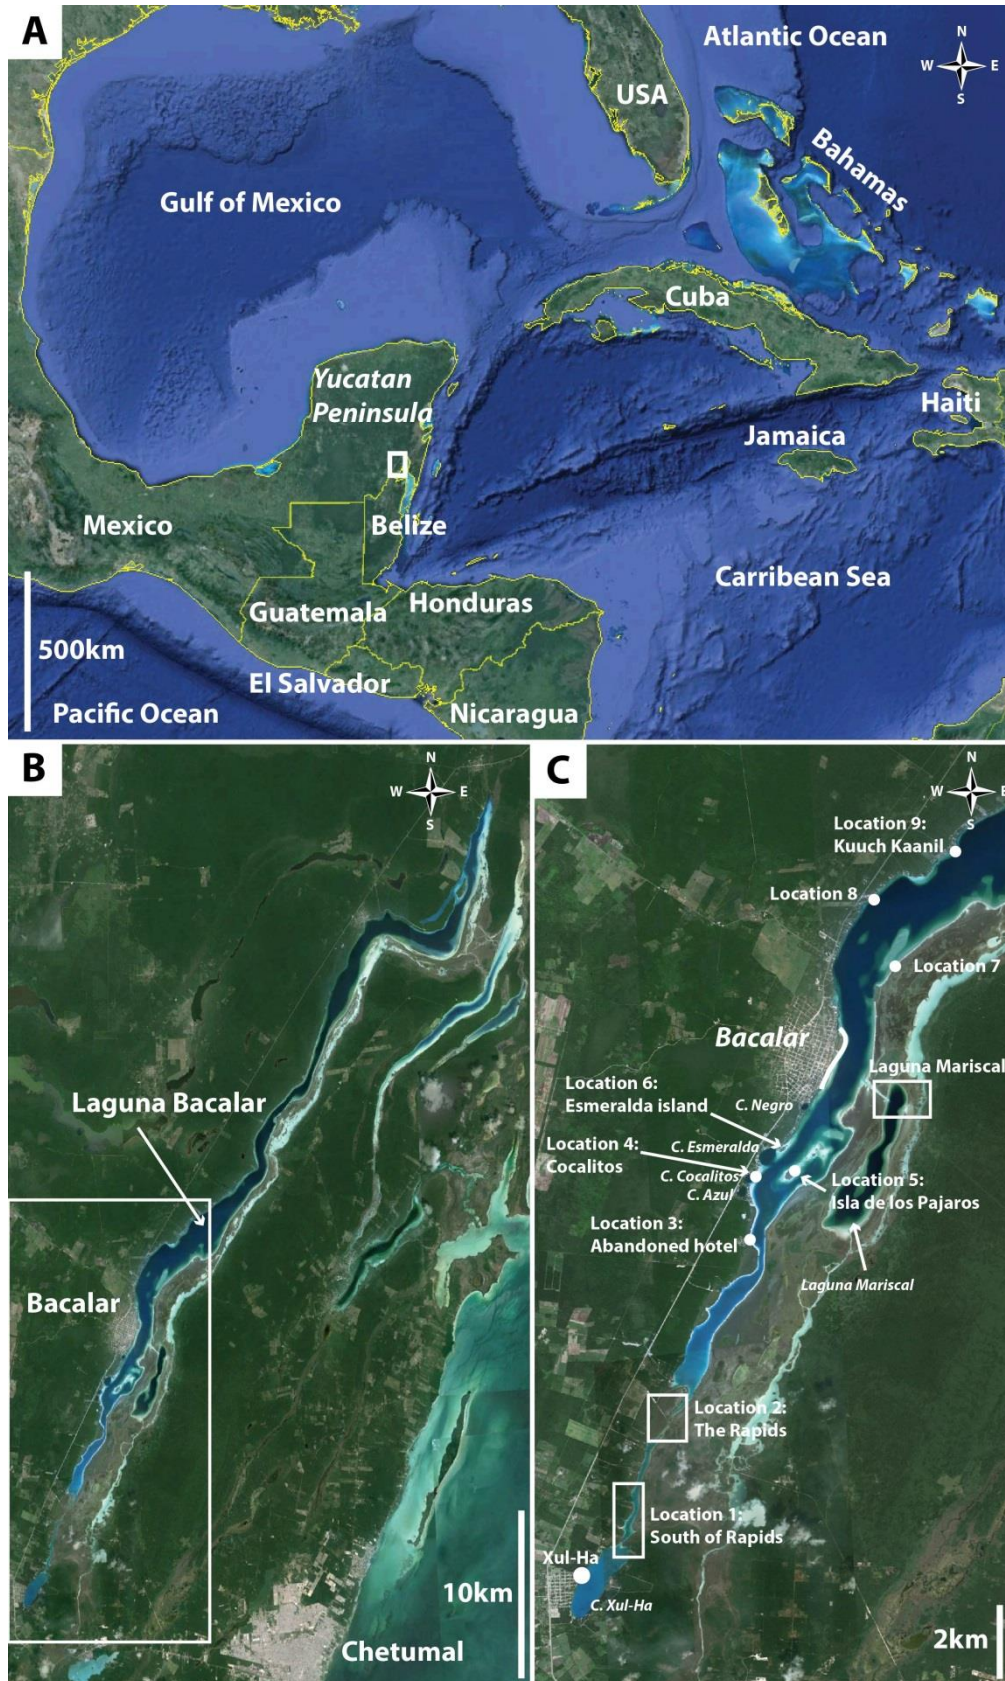 A
Atlantic Ocean
N
W E
S
USA
Bahamas
Gulf of Mexico
Cuba
Yucatan
Peninsula
Haiti
Jamaica
Mexico
Belize
Carribean Sea
Guatemala
Honduras
500km
El Salvador
Pacific Ocean
Nicaragua
B
N
W E
S
Laguna Bacalar
Bacalar
10km
Chetumal
C
N
W E
S
Location 9:
Kuuch Kaanil
Location 8
Location 7
Bacalar
Laguna Mariscal
Location 6:
Esmeralda island
C. Negro
C. Esmeralda
Location 4:
Cocalitos
C. Cocalitos
C. Azul
Location 5:
Isla de los Pajaros
Location 3:
Abandoned hotel
Laguna Mariscal
Location 2:
The Rapids
Location 1:
South of Rapids
Xul-Ha
C. Xul-Ha
2km